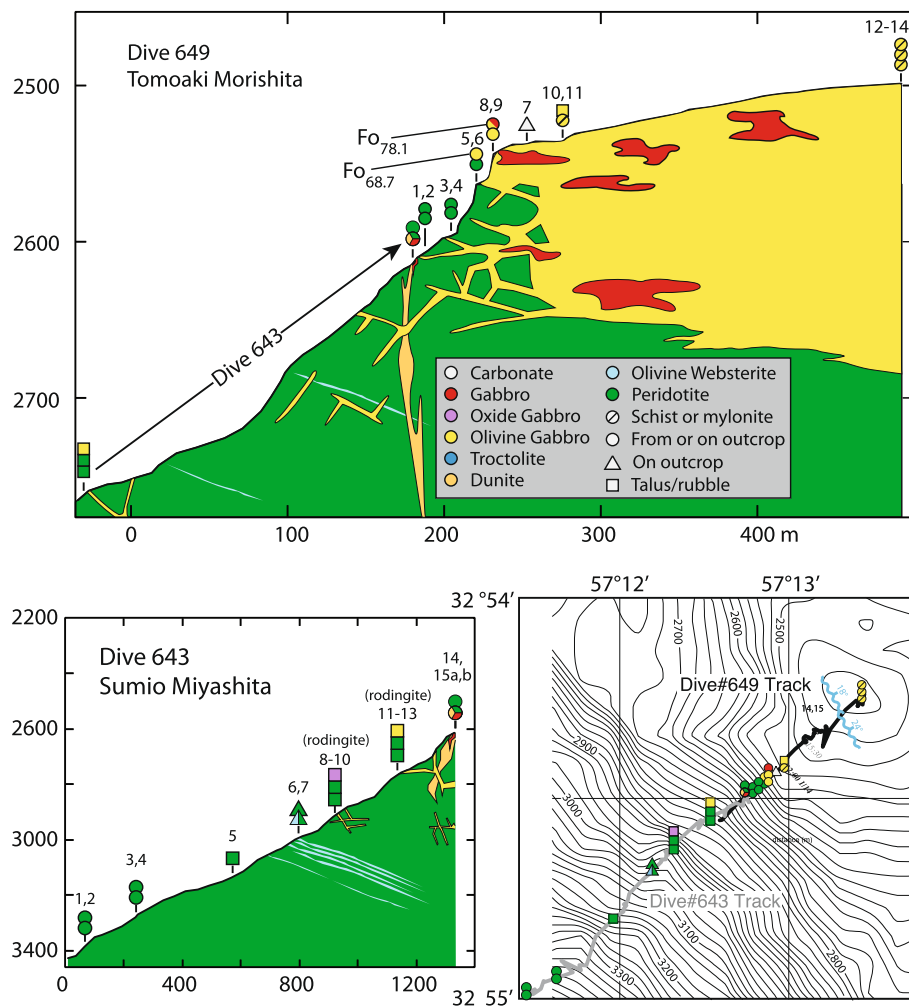 Dive 649
Tomoaki Morishita
12-14
2500
2600
2700
8,9
7
10,11
Fo78.1
5,6
Fo68.7
1,2
3,4
Dive 643
Carbonate
Gabbro
Oxide Gabbro
Olivine Gabbro
Troctolite
Dunite
Olivine Websterite
Peridotite
Schist or mylonite
From or on outcrop
On outcrop
Talus/rubble
0
100
200
300
400 m
2200
2600
3000
3400
Dive 643
Sumio Miyashita
14,
15a,b
(rodingite)
11-13
(rodingite)
8-10
6,7
5
3,4
1,2
0
400
800
1200
57°12'
57°13'
32 °54'
32 °55'
2700
2600
2500
Dive#649 Track
14,15
18°
24°
2900
3000
distance (m)
Dive#643 Track
3100
3200
3300
2800